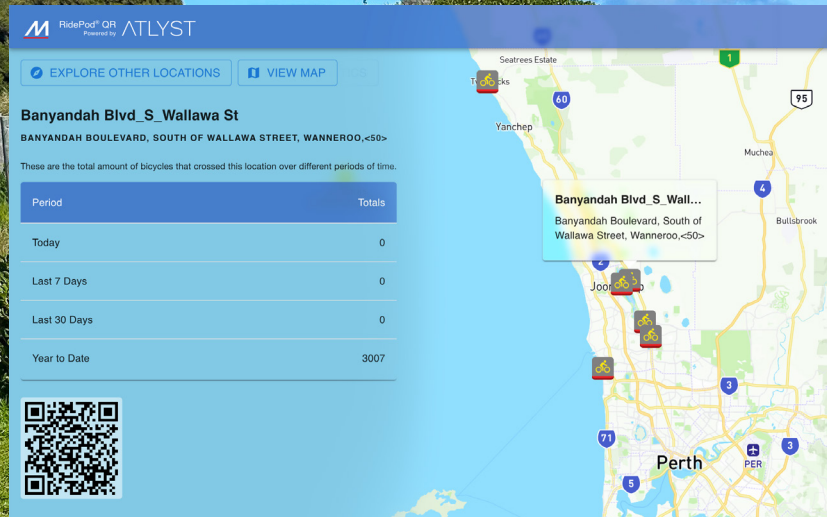 RidePod® QR
Powered by ATLYST
EXPLORE OTHER LOCATIONS
VIEW MAP
Banyandah Blvd_S_Wallawa St
BANYANDAH BOULEVARD, SOUTH OF WALLAWA STREET, WANNEROO,<50>
These are the total amount of bicycles that crossed this location over different periods of time.
Period Totals
Today 0
Last 7 Days 0
Last 30 Days 0
Year to Date 3007
Seatrees Estate
1
60
95
Yanchep
Muchea
4
Bullsbrook
Banyandah Blvd_S_Wall...
Banyandah Boulevard, South of
Wallawa Street, Wanneroo,<50>
2
3
71
3
Perth
PER
5